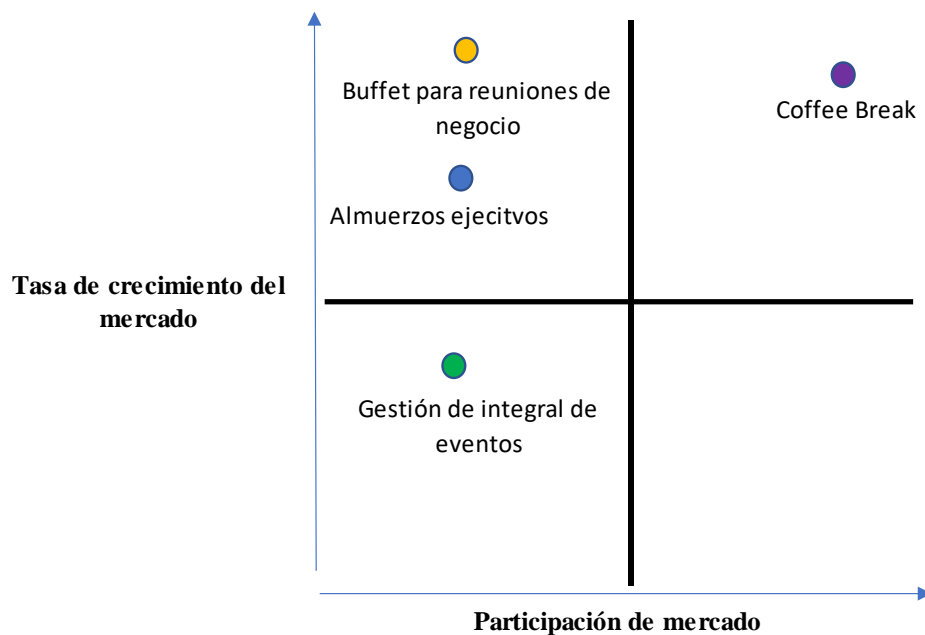 Buffet para reuniones de
negocio
Coffee Break
Almuerzos ejecitvos
Tasa de crecimiento del
mercado
Gestión de integral de
eventos
Participación de mercado